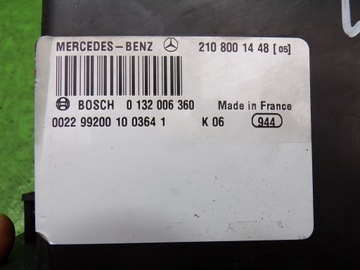 MERCEDES-BENZ 210 800 14 48 [05]
BOSCH 0 132 006 360 Made in France
0022 99200 10 0364 1 K 06 944